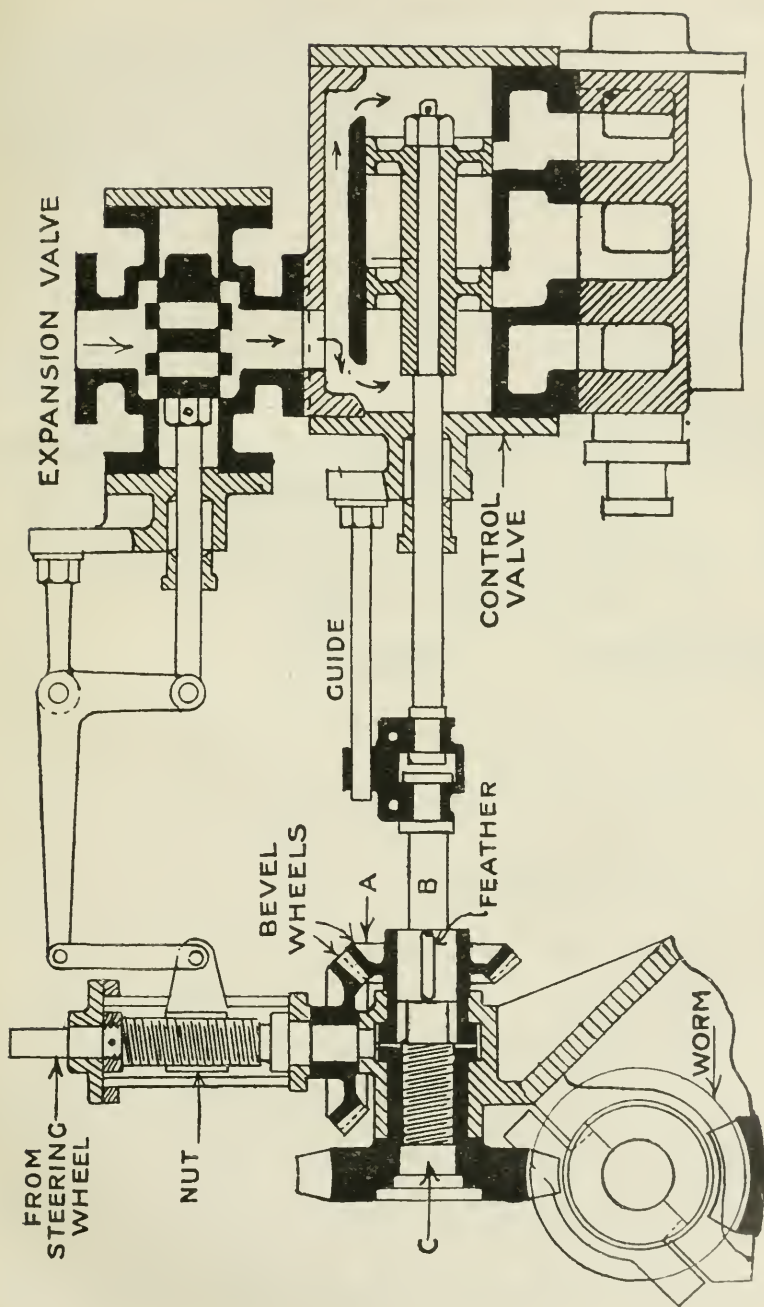 FROM
STEERING
WHEEL
NUT
C
BEVEL
WHEELS
A
B
FEATHER
WORM
EXPANSION VALVE
GUIDE
CONTROL
VALVE